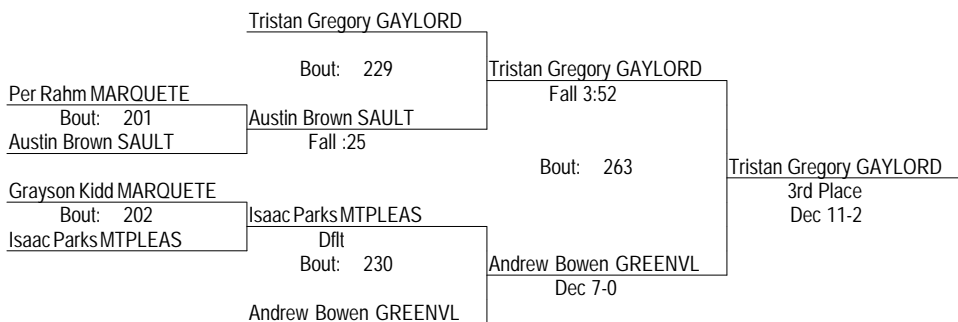 Tristan Gregory GAYLORD
Bout: 229
Tristan Gregory GAYLORD
Per Rahm MARQUETE
Fall 3:52
Bout: 201
Austin Brown SAULT
Austin Brown SAULT
Fall :25
Bout: 263
Tristan Gregory GAYLORD
Grayson Kidd MARQUETE
3rd Place
Bout: 202
Isaac Parks MTPLEAS
Dec 11-2
Isaac Parks MTPLEAS
Dflt
Bout: 230
Andrew Bowen GREENVL
Dec 7-0
Andrew Bowen GREENVL